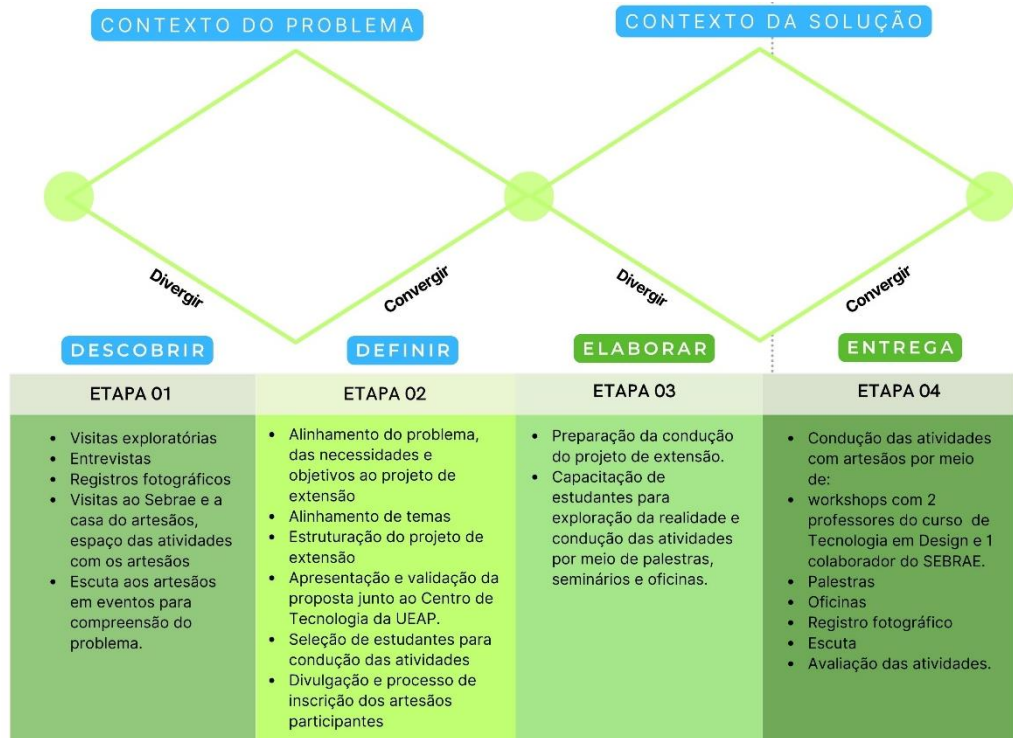 CONTEXTO DO PROBLEMA
CONTEXTO DA SOLUÇÃO
Divergir
Convergir
Divergir
Convergir
DESCOBRIR
DEFINIR
ELABORAR
ENTREGA
ETAPA 01
ETAPA 02
ETAPA 03
ETAPA 04
• Visitas exploratórias
• Entrevistas
• Registros fotográficos
• Visitas ao Sebrae e a
casa do artesãos,
espaço das atividades
com os artesãos
• Escuta aos artesãos
em eventos para
compreensão do
problema.
• Alinhamento do problema,
das necessidades e
objetivos ao projeto de
extensão
• Alinhamento de temas
• Estruturação do projeto de
extensão
• Apresentação e validação da
proposta junto ao Centro de
Tecnologia da UEAP.
• Seleção de estudantes para
condução das atividades
• Divulgação e processo de
inscrição dos artesãos
participantes
• Preparação da condução
do projeto de extensão.
• Capacitação de
estudantes para
exploração da realidade e
condução das atividades
por meio de palestras,
seminários e oficinas.
• Condução das atividades
com artesãos por meio
de:
• workshops com 2
professores do curso de
Tecnologia em Design e 1
colaborador do SEBRAE.
• Palestras
• Oficinas
• Registro fotográfico
• Escuta
• Avaliação das atividades.